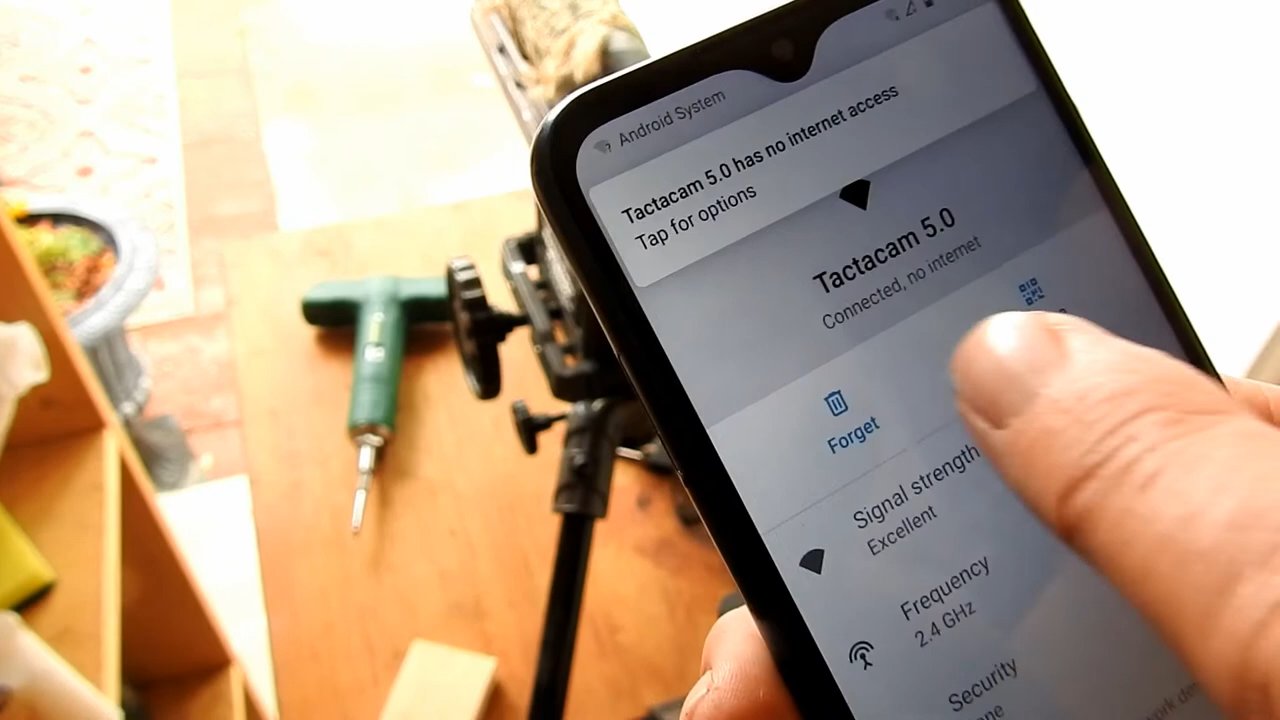 Android System
Tactacam 5.0 has no internet access
Tap for options
Tactacam 5.0
Connected, no internet
Forget
Signal strength
Excellent
Frequency
2.4 GHz
Security